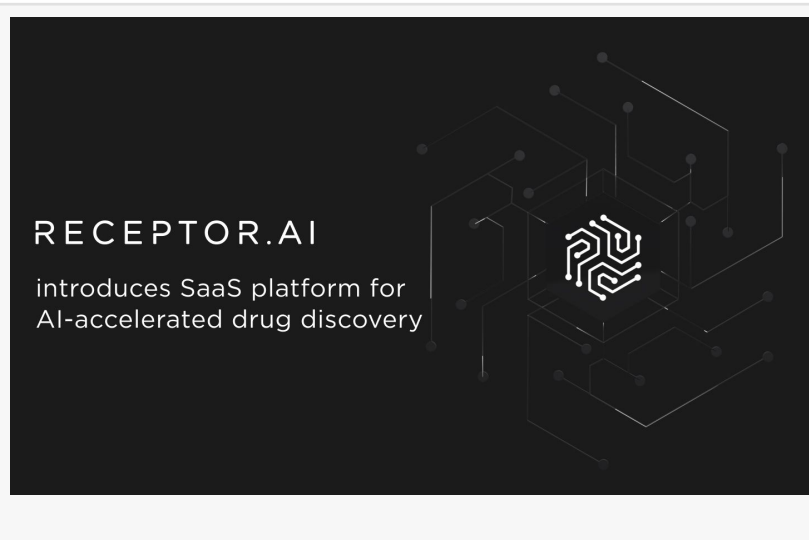 RECEPTOR.AI
introduces SaaS platform for
AI-accelerated drug discovery